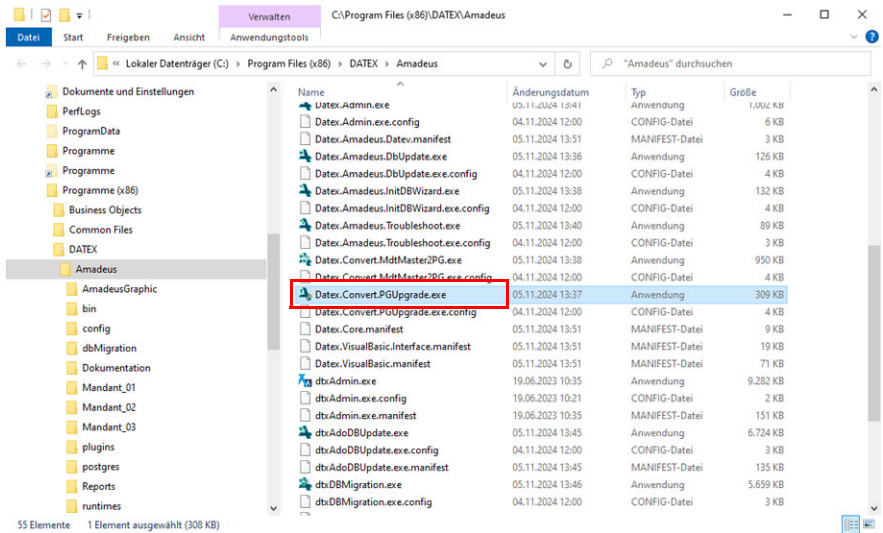 Verwalten C:\Program Files (x86)\DATEX\Amadeus
Datei Start Freigeben Ansicht Anwendungstools
« Lokaler Datenträger (C:) › Program Files (x86) › DATEX › Amadeus "Amadeus" durchsuchen
Dokumente und Einstellungen
PerfLogs
ProgramData
Programme
Programme
Programme (x86)
Business Objects
Common Files
DATEX
Amadeus
AmadeusGraphic
bin
config
dbMigration
Dokumentation
Mandant_01
Mandant_02
Mandant_03
plugins
postgres
Reports
runtimes
Name Änderungsdatum Typ Größe
Datex.Admin.exe 05.11.2024 13:41 Anwendung 1.002 KB
Datex.Admin.exe.config 04.11.2024 12:00 CONFIG-Datei 6 KB
Datex.Amadeus.Datev.manifest 05.11.2024 13:51 MANIFEST-Datei 3 KB
Datex.Amadeus.DbUpdate.exe 05.11.2024 13:36 Anwendung 126 KB
Datex.Amadeus.DbUpdate.exe.config 04.11.2024 12:00 CONFIG-Datei 4 KB
Datex.Amadeus.InitDBWizard.exe 05.11.2024 13:38 Anwendung 132 KB
Datex.Amadeus.InitDBWizard.exe.config 04.11.2024 12:00 CONFIG-Datei 4 KB
Datex.Amadeus.Troubleshoot.exe 05.11.2024 13:40 Anwendung 89 KB
Datex.Amadeus.Troubleshoot.exe.config 04.11.2024 12:00 CONFIG-Datei 3 KB
Datex.Convert.MdtMaster2PG.exe 05.11.2024 13:38 Anwendung 950 KB
Datex.Convert.MdtMaster2PG.exe.config 04.11.2024 12:00 CONFIG-Datei 4 KB
Datex.Convert.PGUpgrade.exe 05.11.2024 13:37 Anwendung 309 KB
Datex.Convert.PGUpgrade.exe.config 04.11.2024 12:00 CONFIG-Datei 4 KB
Datex.Core.manifest 05.11.2024 13:51 MANIFEST-Datei 9 KB
Datex.VisualBasic.Interface.manifest 05.11.2024 13:51 MANIFEST-Datei 19 KB
Datex.VisualBasic.manifest 05.11.2024 13:51 MANIFEST-Datei 71 KB
dtxAdmin.exe 19.06.2023 10:35 Anwendung 9.282 KB
dtxAdmin.exe.config 19.06.2023 10:21 CONFIG-Datei 2 KB
dtxAdmin.exe.manifest 19.06.2023 10:35 MANIFEST-Datei 151 KB
dtxAdoDBUpdate.exe 05.11.2024 13:45 Anwendung 6.724 KB
dtxAdoDBUpdate.exe.config 04.11.2024 12:00 CONFIG-Datei 3 KB
dtxAdoDBUpdate.exe.manifest 05.11.2024 13:45 MANIFEST-Datei 135 KB
dtxDBMigration.exe 05.11.2024 13:46 Anwendung 5.659 KB
dtxDBMigration.exe.config 04.11.2024 12:00 CONFIG-Datei 3 KB
55 Elemente 1 Element ausgewählt (308 KB)